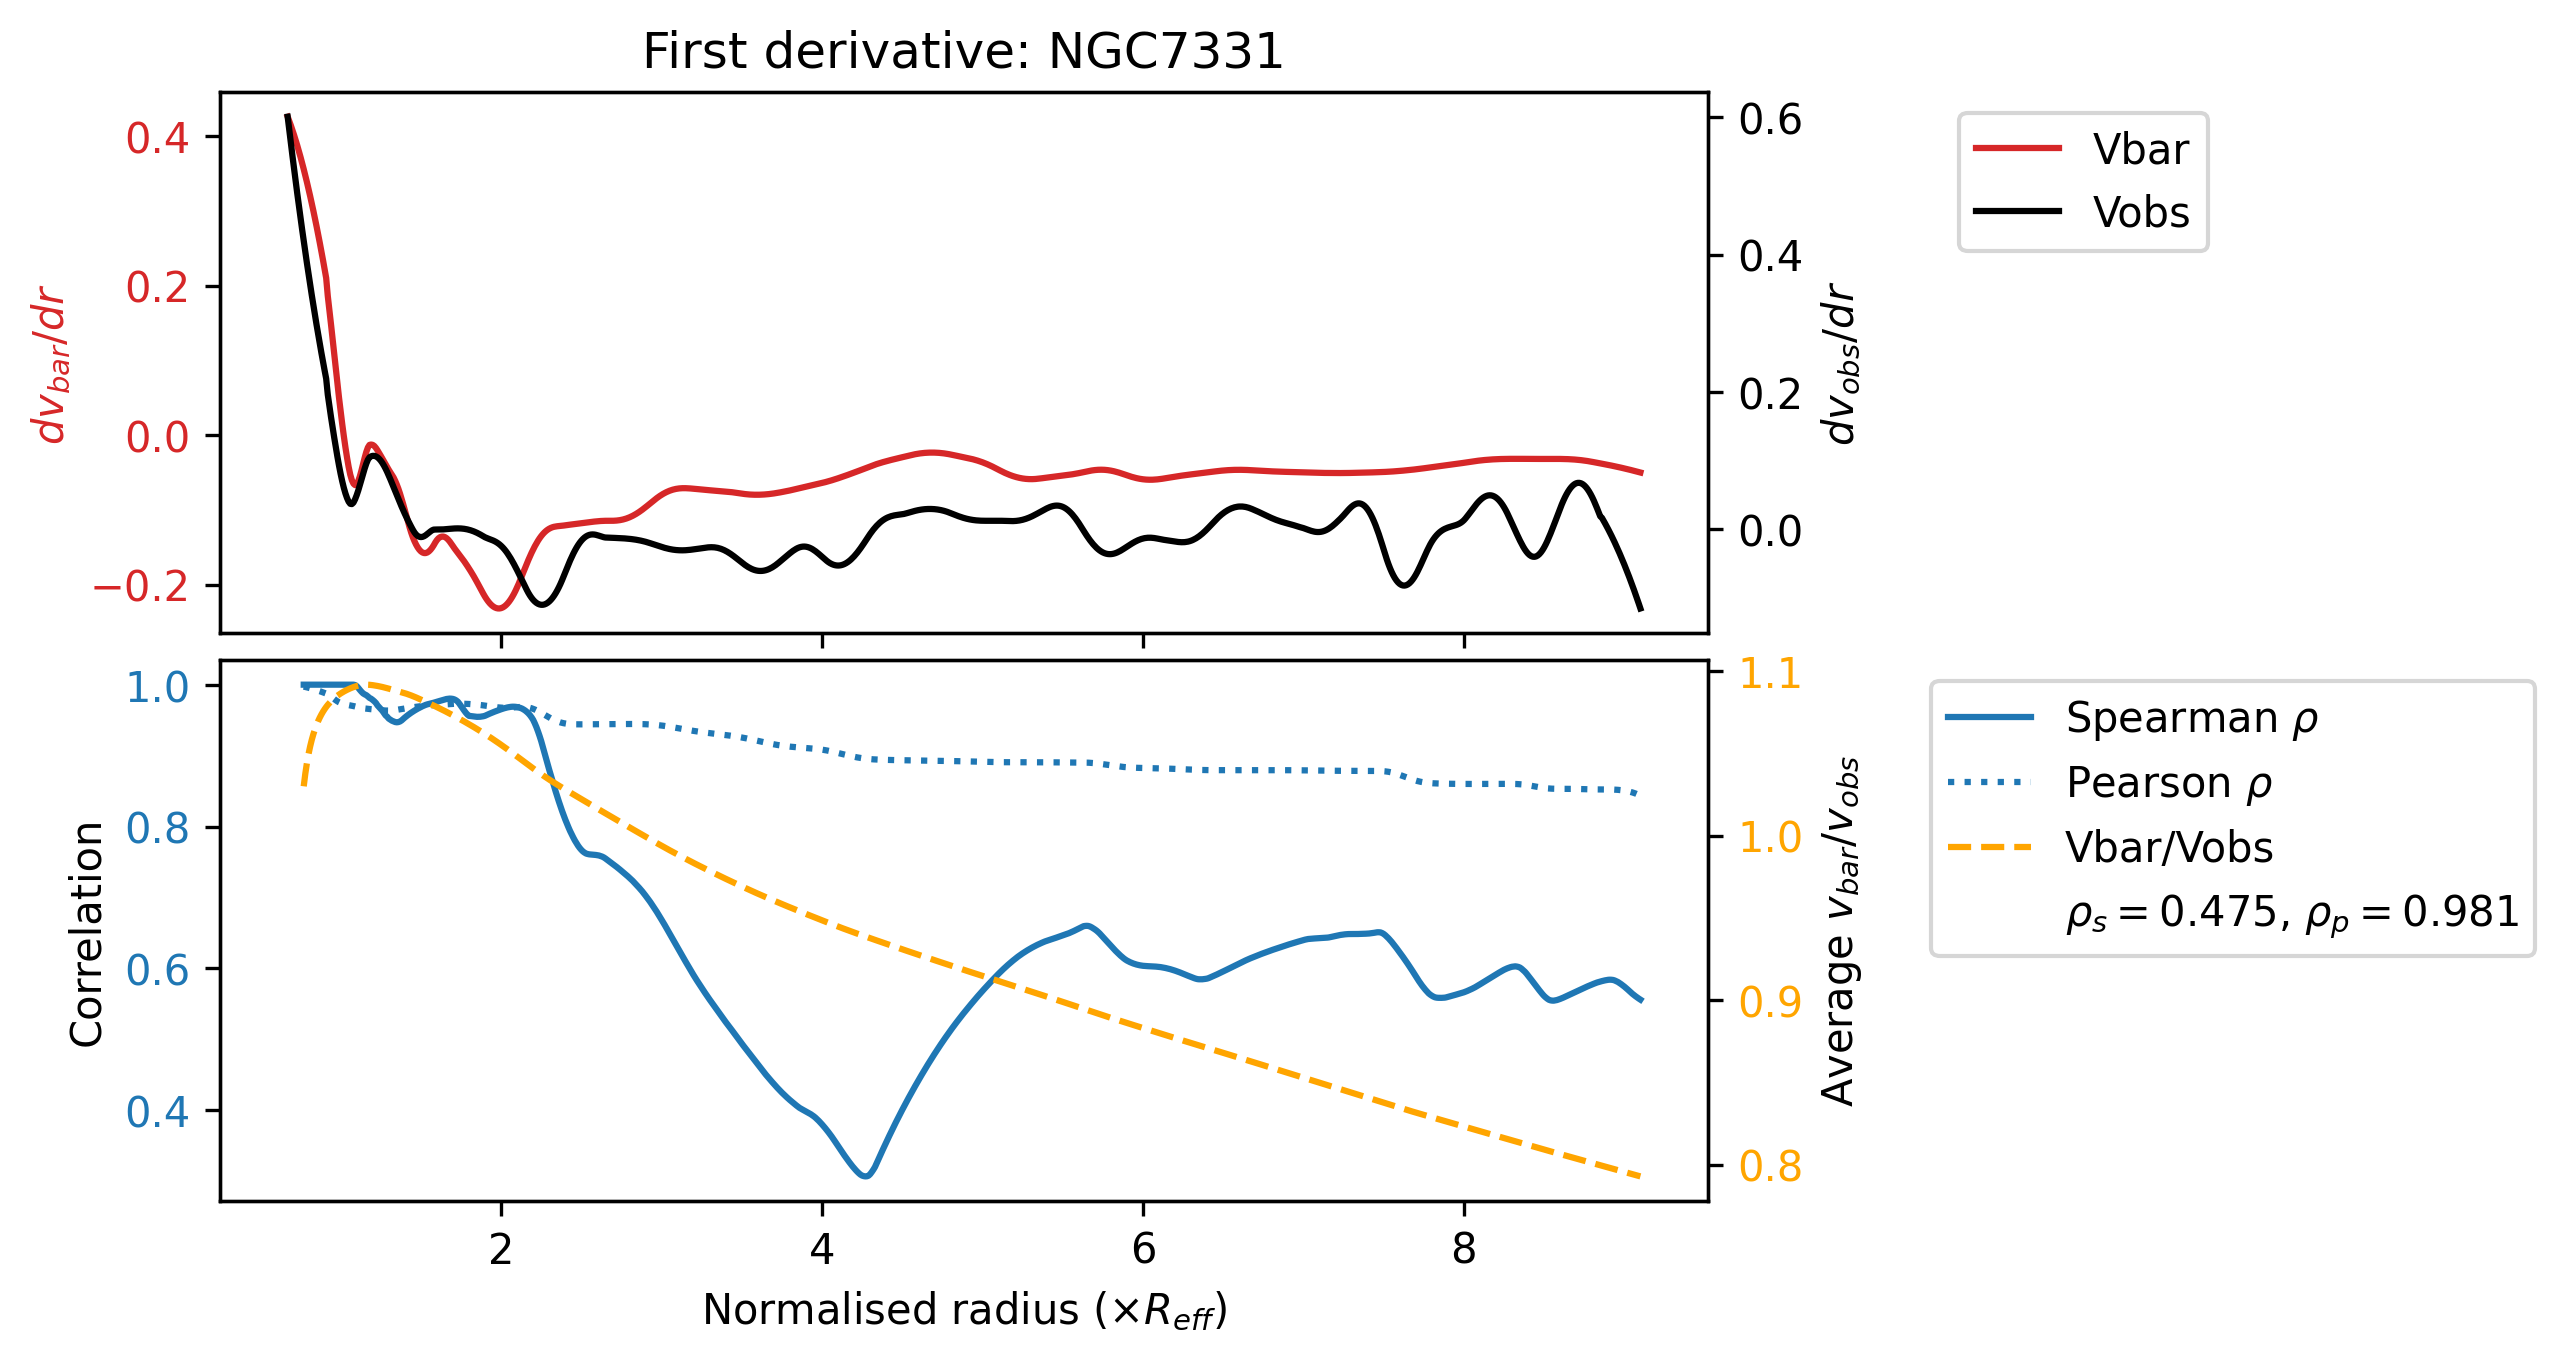 First derivative: NGC7331
0.4
0.2
0.0
−0.2
dv_bar/dr
0.6
0.4
0.2
0.0
dv_obs/dr
Vbar
Vobs
1.0
0.8
0.6
0.4
Correlation
1.1
1.0
0.9
0.8
Average v_bar/v_obs
Spearman ρ
Pearson ρ
Vbar/Vobs
ρ_s = 0.475, ρ_p = 0.981
2 4 6 8
Normalised radius (×R_eff)